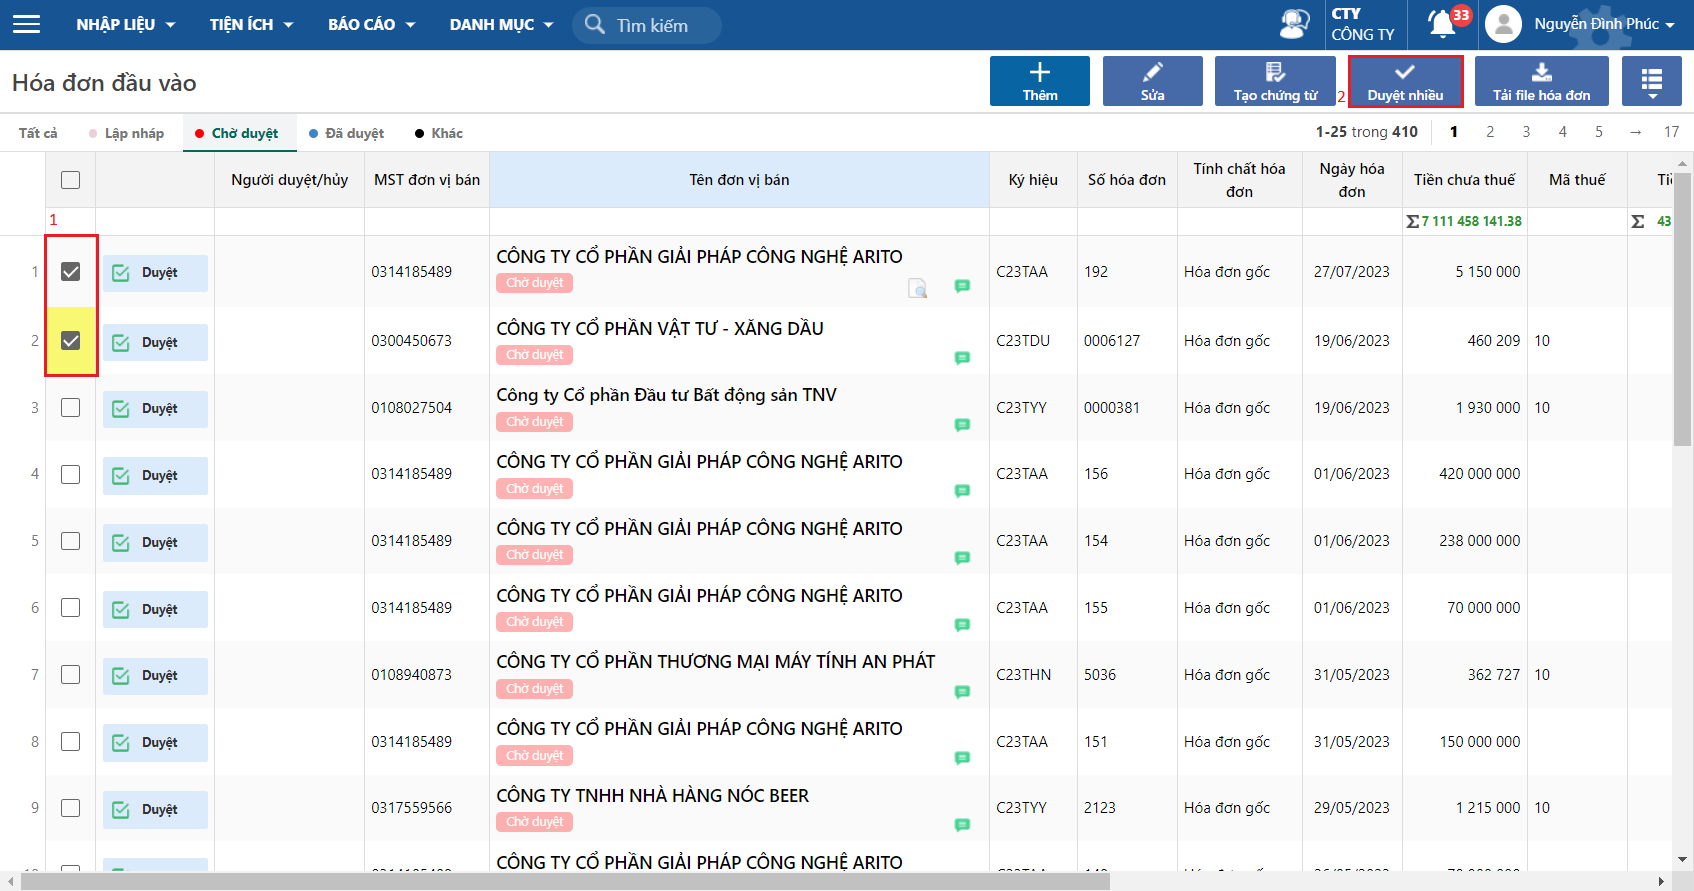 NHẬP LIỆU TIỆN ÍCH BÁO CÁO DANH MỤC Tìm kiếm CTY CÔNG TY 33 Nguyễn Đình Phúc
Hóa đơn đầu vào Thêm Sửa Tạo chứng từ 2 Duyệt nhiều Tải file hóa đơn
Tất cả Lập nháp Chờ duyệt Đã duyệt Khác 1-25 trong 410 1 2 3 4 5 → 17
Người duyệt/hủy MST đơn vị bán Tên đơn vị bán Ký hiệu Số hóa đơn Tính chất hóa đơn Ngày hóa đơn Tiền chưa thuế Mã thuế
1 Σ 7 111 458 141.38 Σ 43
1 Duyệt 0314185489 CÔNG TY CỔ PHẦN GIẢI PHÁP CÔNG NGHỆ ARITO C23TAA 192 Hóa đơn gốc 27/07/2023 5 150 000
Chờ duyệt
2 Duyệt 0300450673 CÔNG TY CỔ PHẦN VẬT TƯ - XĂNG DẦU C23TDU 0006127 Hóa đơn gốc 19/06/2023 460 209 10
Chờ duyệt
3 Duyệt 0108027504 Công ty Cổ phần Đầu tư Bất động sản TNV C23TYY 0000381 Hóa đơn gốc 19/06/2023 1 930 000 10
Chờ duyệt
4 Duyệt 0314185489 CÔNG TY CỔ PHẦN GIẢI PHÁP CÔNG NGHỆ ARITO C23TAA 156 Hóa đơn gốc 01/06/2023 420 000 000
Chờ duyệt
5 Duyệt 0314185489 CÔNG TY CỔ PHẦN GIẢI PHÁP CÔNG NGHỆ ARITO C23TAA 154 Hóa đơn gốc 01/06/2023 238 000 000
Chờ duyệt
6 Duyệt 0314185489 CÔNG TY CỔ PHẦN GIẢI PHÁP CÔNG NGHỆ ARITO C23TAA 155 Hóa đơn gốc 01/06/2023 70 000 000
Chờ duyệt
7 Duyệt 0108940873 CÔNG TY CỔ PHẦN THƯƠNG MẠI MÁY TÍNH AN PHÁT C23THN 5036 Hóa đơn gốc 31/05/2023 362 727 10
Chờ duyệt
8 Duyệt 0314185489 CÔNG TY CỔ PHẦN GIẢI PHÁP CÔNG NGHỆ ARITO C23TAA 151 Hóa đơn gốc 31/05/2023 150 000 000
Chờ duyệt
9 Duyệt 0317559566 CÔNG TY TNHH NHÀ HÀNG NÓC BEER C23TYY 2123 Hóa đơn gốc 29/05/2023 1 215 000 10
Chờ duyệt
CÔNG TY CỔ PHẦN GIẢI PHÁP CÔNG NGHỆ ARITO